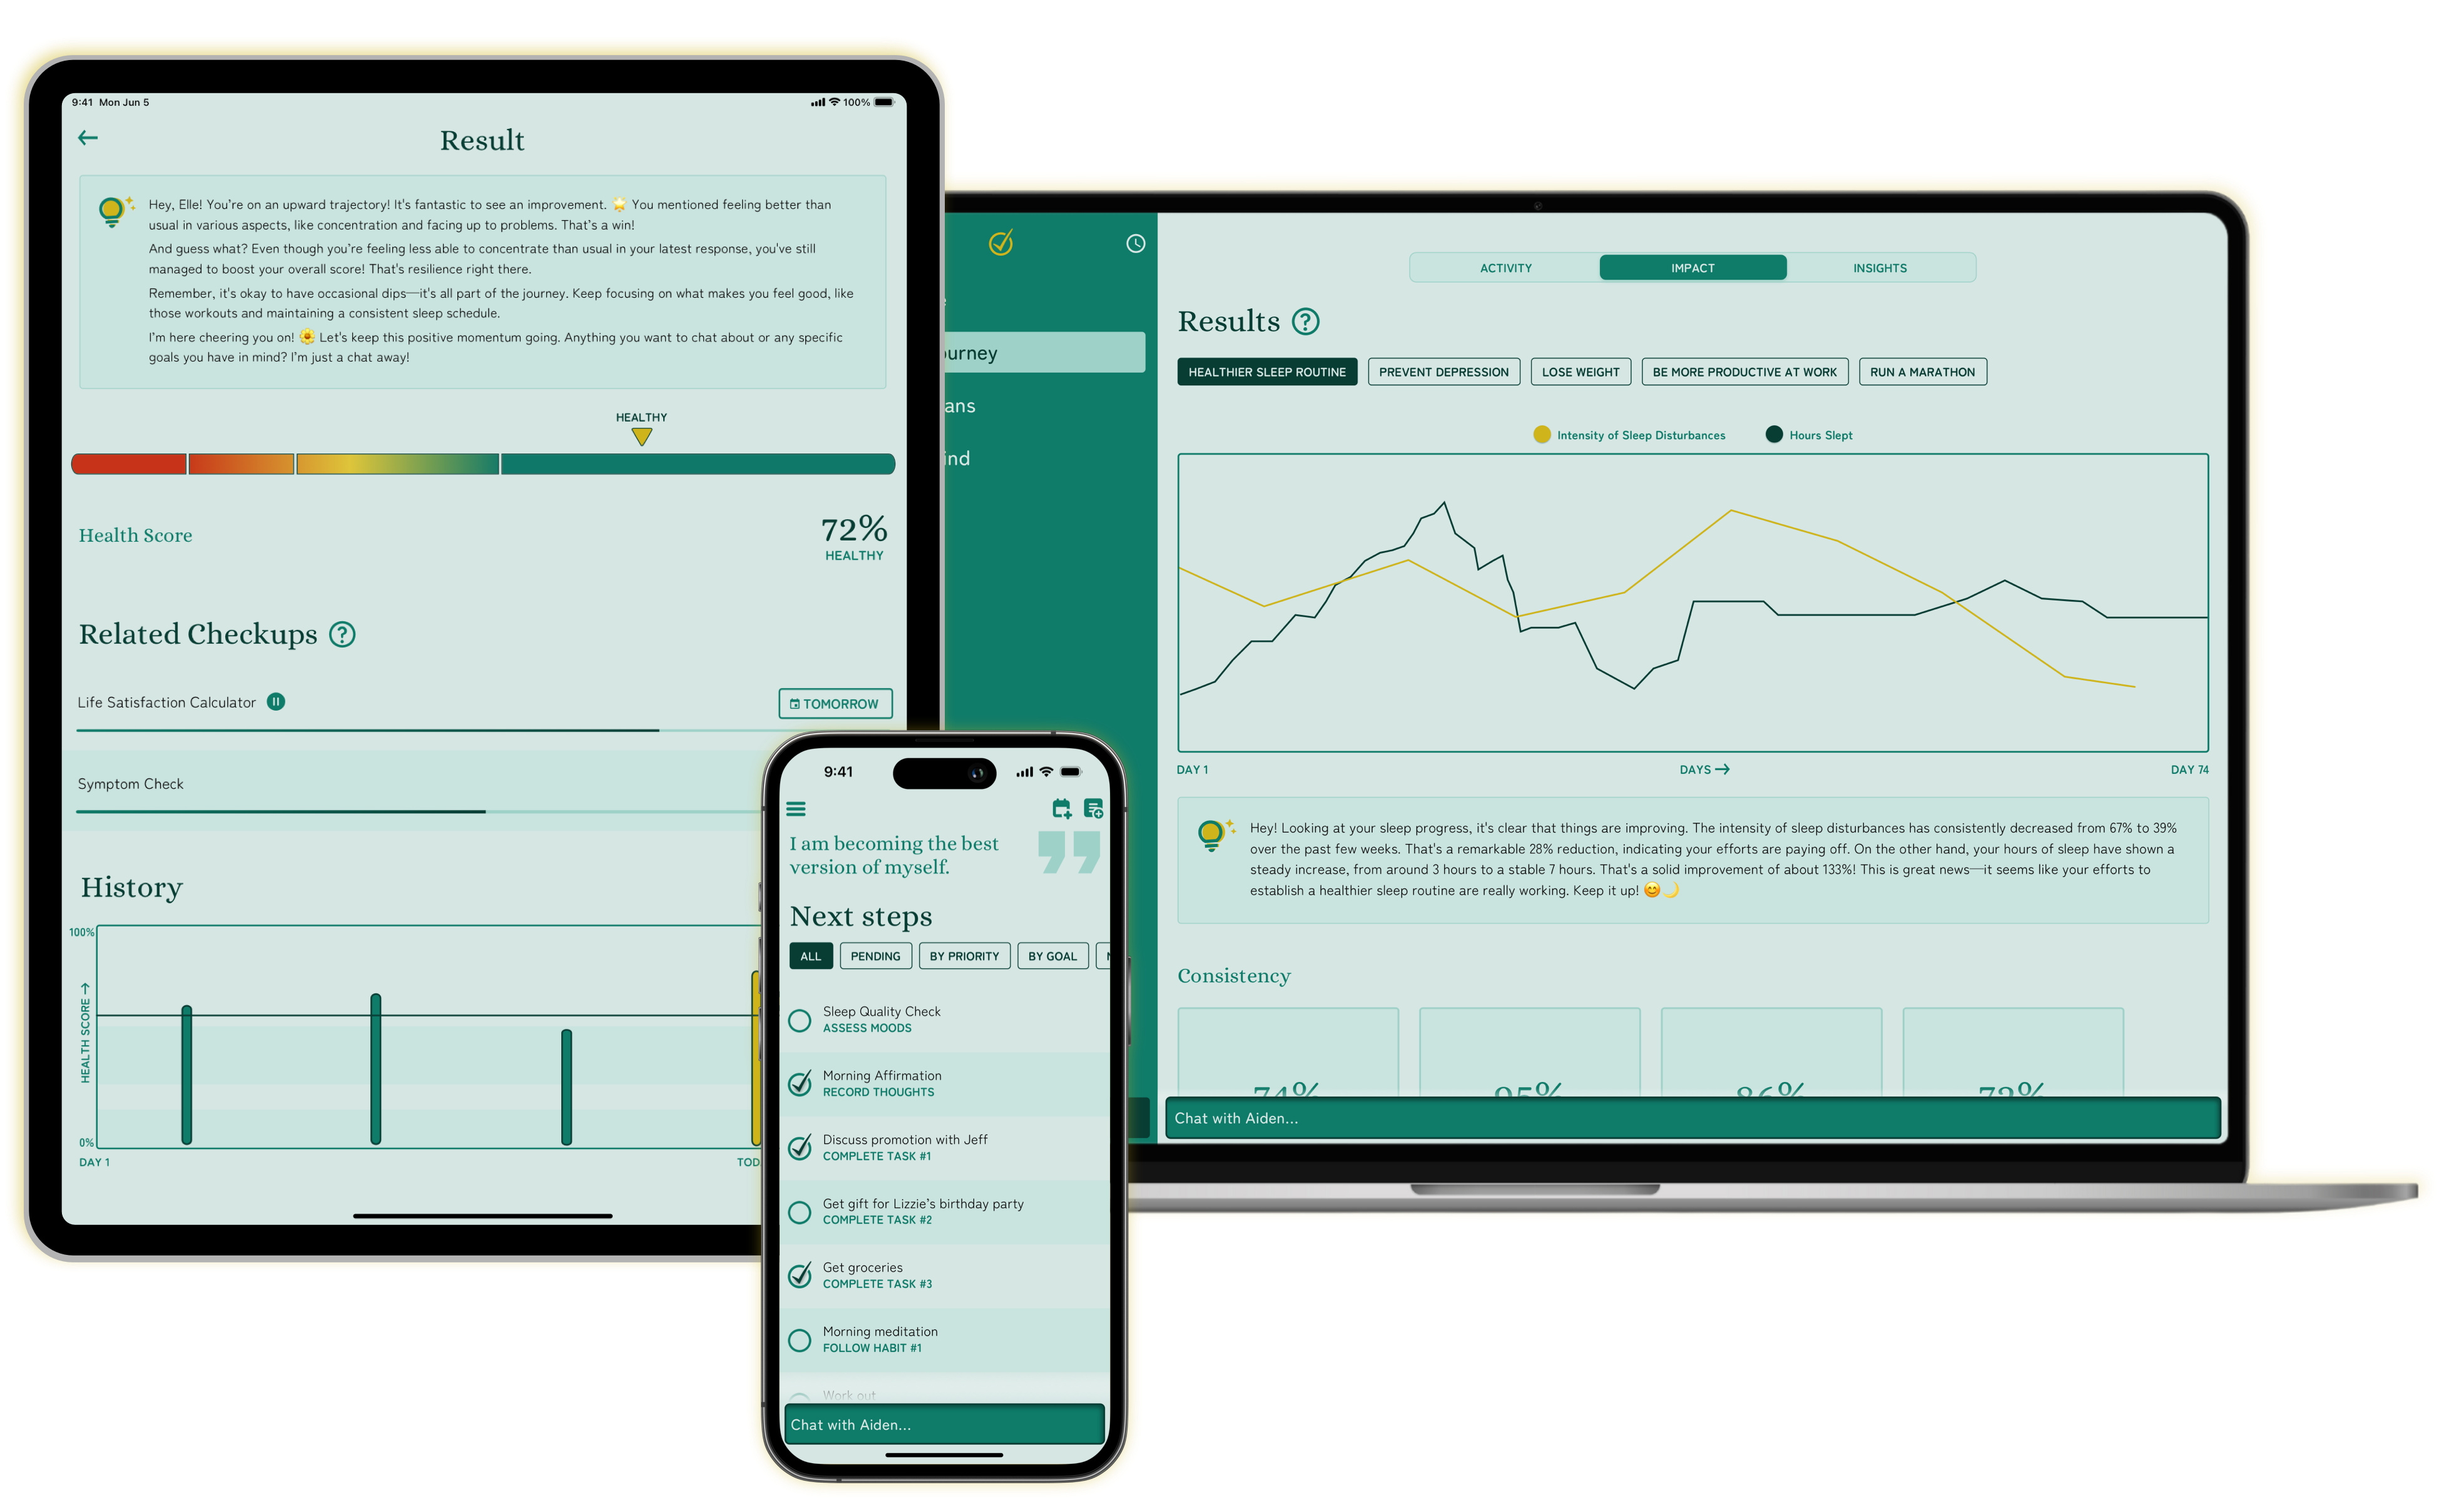 9:41 Mon Jun 5
100%
Result
Hey, Elle! You're on an upward trajectory! It's fantastic to see an improvement. 🌟 You mentioned feeling better than
usual in various aspects, like concentration and facing up to problems. That's a win!
And guess what? Even though you're feeling less able to concentrate than usual in your latest response, you've still
managed to boost your overall score! That's resilience right there.
Remember, it's okay to have occasional dips—it's all part of the journey. Keep focusing on what makes you feel good, like
those workouts and maintaining a consistent sleep schedule.
I'm here cheering you on! 🌼 Let's keep this positive momentum going. Anything you want to chat about or any specific
goals you have in mind? I'm just a chat away!
HEALTHY
Health Score
72%
HEALTHY
Related Checkups ?
Life Satisfaction Calculator
TOMORROW
Symptom Check
History
100%
HEALTH SCORE →
0%
DAY 1
TOD
9:41
I am becoming the best
version of myself.
Next steps
ALL
PENDING
BY PRIORITY
BY GOAL
Sleep Quality Check
ASSESS MOODS
Morning Affirmation
RECORD THOUGHTS
Discuss promotion with Jeff
COMPLETE TASK #1
Get gift for Lizzie's birthday party
COMPLETE TASK #2
Get groceries
COMPLETE TASK #3
Morning meditation
FOLLOW HABIT #1
Work out
Chat with Aiden...
urney
ans
ind
ACTIVITY
IMPACT
INSIGHTS
Results ?
HEALTHIER SLEEP ROUTINE
PREVENT DEPRESSION
LOSE WEIGHT
BE MORE PRODUCTIVE AT WORK
RUN A MARATHON
Intensity of Sleep Disturbances
Hours Slept
DAY 1
DAYS →
DAY 74
Hey! Looking at your sleep progress, it's clear that things are improving. The intensity of sleep disturbances has consistently decreased from 67% to 39%
over the past few weeks. That's a remarkable 28% reduction, indicating your efforts are paying off. On the other hand, your hours of sleep have shown a
steady increase, from around 3 hours to a stable 7 hours. That's a solid improvement of about 133%! This is great news—it seems like your efforts to
establish a healthier sleep routine are really working. Keep it up! 😊🌙
Consistency
74%
95%
86%
72%
Chat with Aiden...